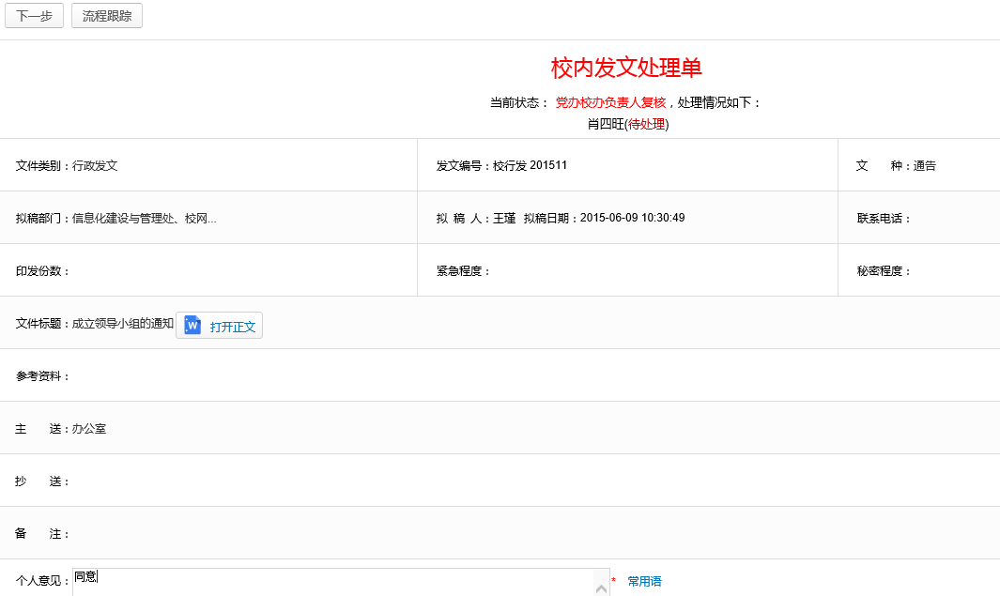 下一步 流程跟踪
校内发文处理单
当前状态： 党办校办负责人复核，处理情况如下：
肖四旺(待处理)
文件类别：行政发文 发文编号：校行发 201511 文 种：通告
拟稿部门：信息化建设与管理处、校网... 拟 稿 人：王瑾 拟稿日期：2015-06-09 10:30:49 联系电话：
印发份数： 紧急程度： 秘密程度：
文件标题：成立领导小组的通知 W 打开正文
参考资料：
主 送：办公室
抄 送：
备 注：
个人意见：同意 * 常用语